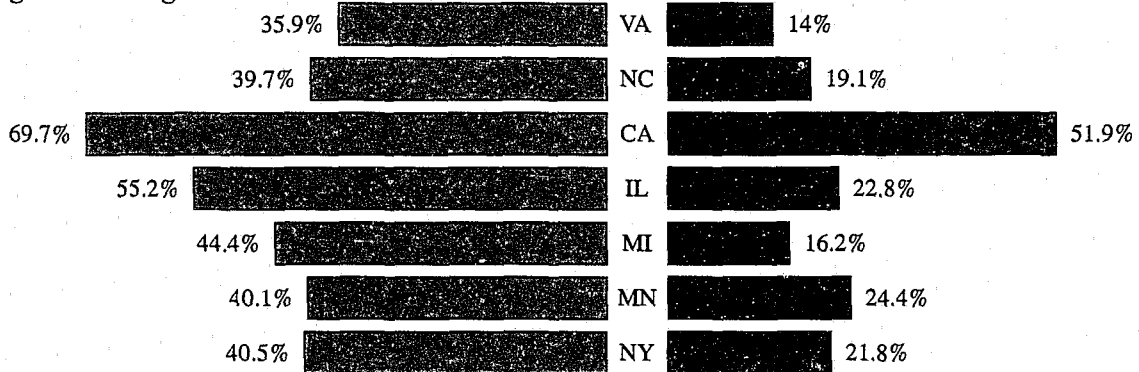 35.9% VA 14%
39.7% NC 19.1%
69.7% CA 51.9%
55.2% IL 22.8%
44.4% MI 16.2%
40.1% MN 24.4%
40.5% NY 21.8%